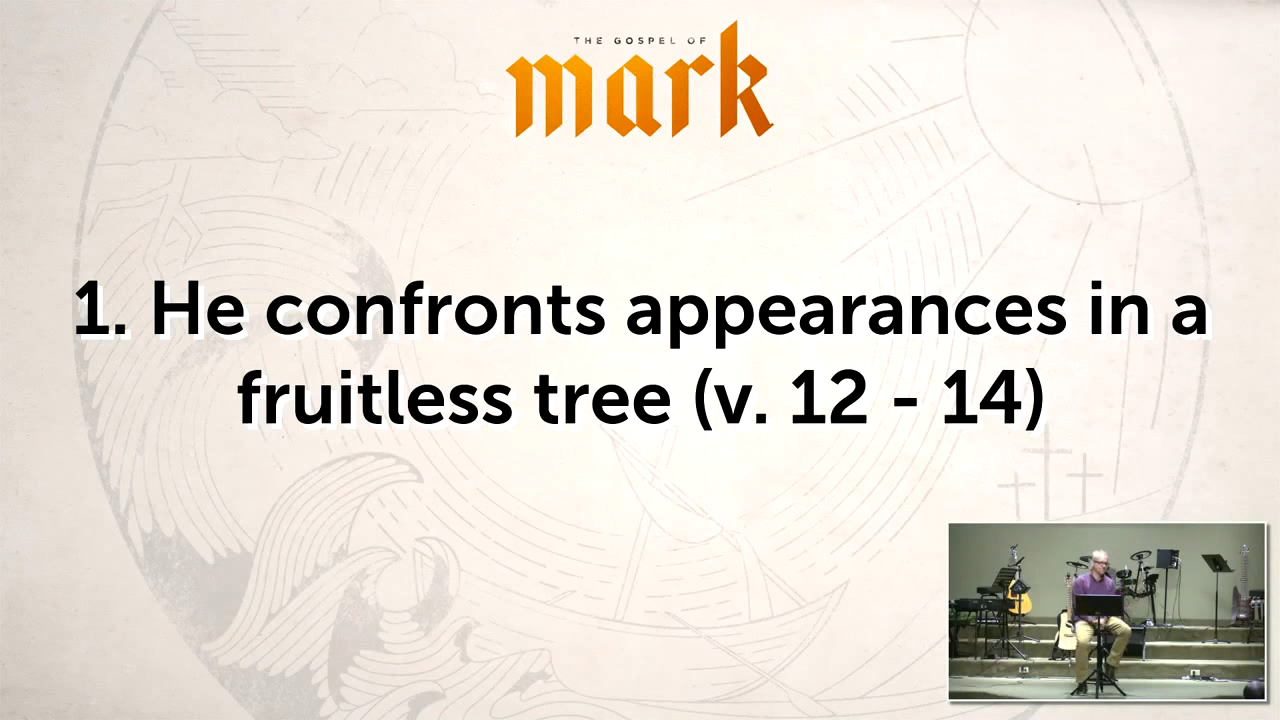 THE GOSPEL OF
mark
1. He confronts appearances in a
fruitless tree (v. 12 - 14)